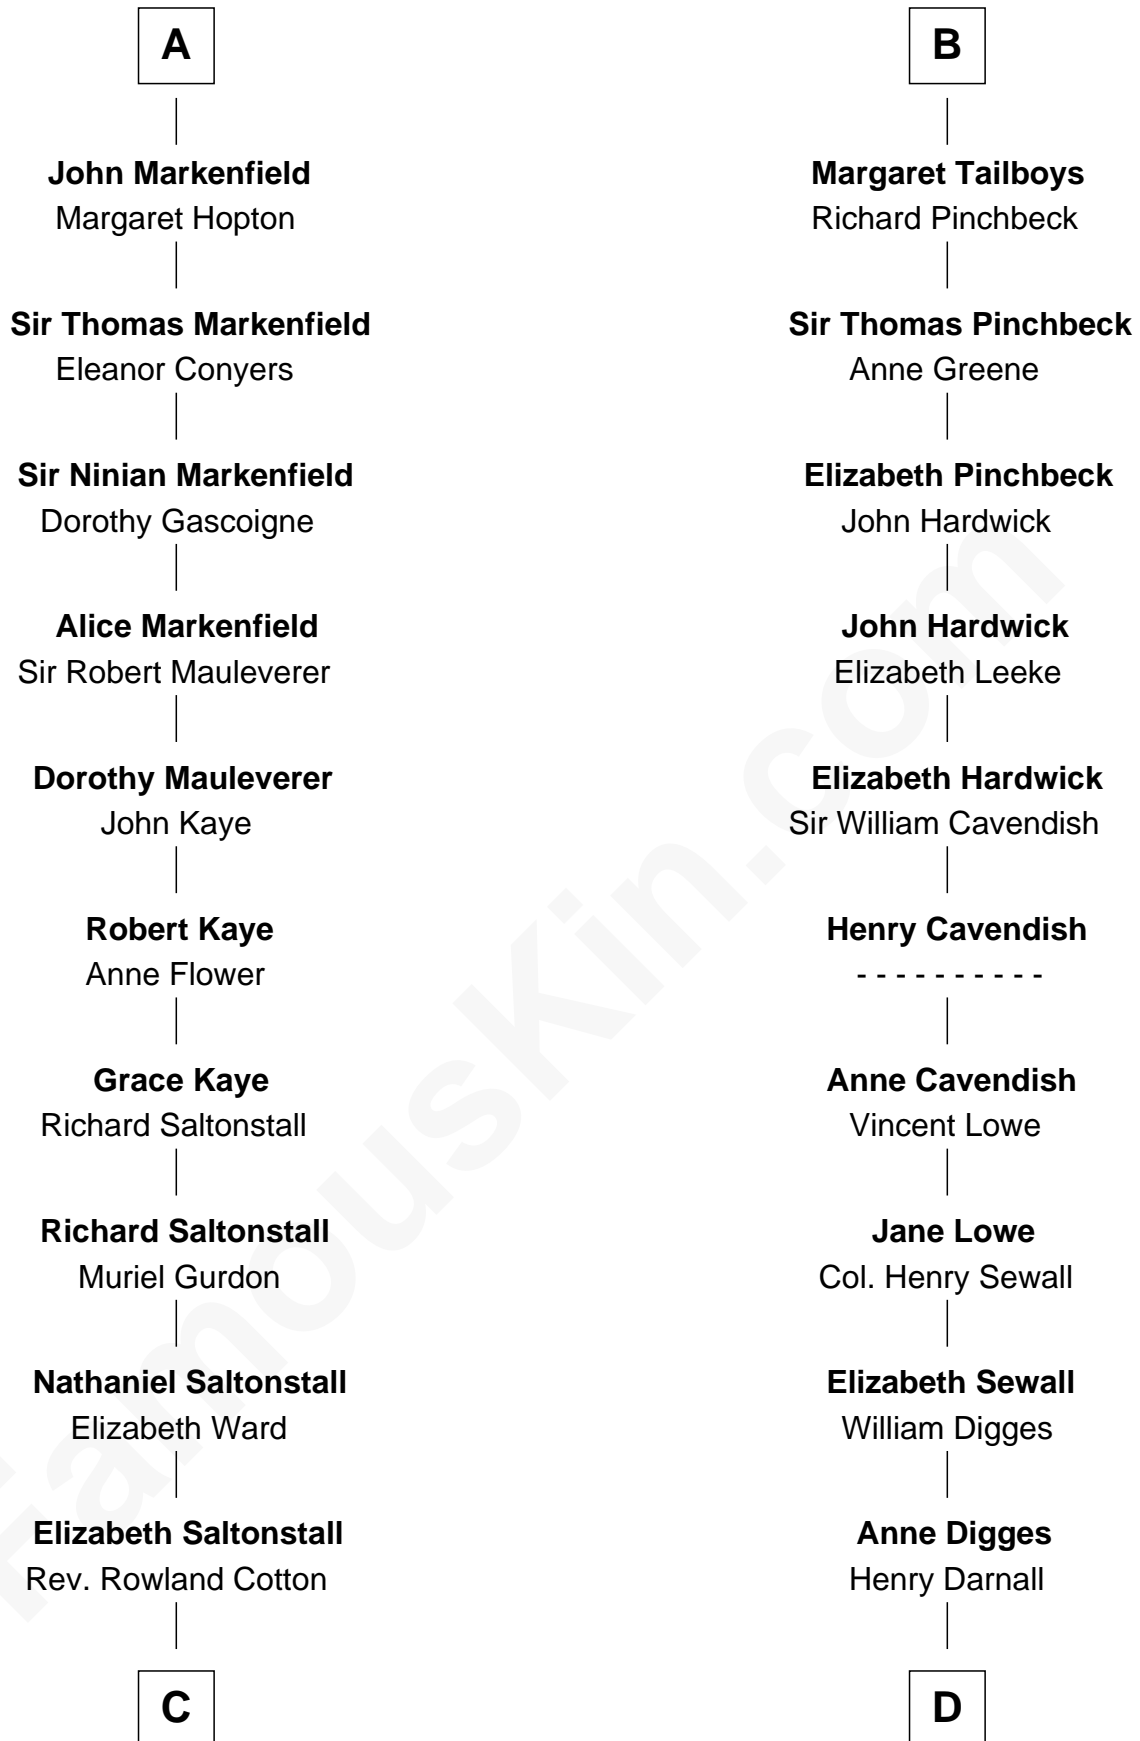 A
John Markenfield
Margaret Hopton
Sir Thomas Markenfield
Eleanor Conyers
Sir Ninian Markenfield
Dorothy Gascoigne
Alice Markenfield
Sir Robert Mauleverer
Dorothy Mauleverer
John Kaye
Robert Kaye
Anne Flower
Grace Kaye
Richard Saltonstall
Richard Saltonstall
Muriel Gurdon
Nathaniel Saltonstall
Elizabeth Ward
Elizabeth Saltonstall
Rev. Rowland Cotton
C
B
Margaret Tailboys
Richard Pinchbeck
Sir Thomas Pinchbeck
Anne Greene
Elizabeth Pinchbeck
John Hardwick
John Hardwick
Elizabeth Leeke
Elizabeth Hardwick
Sir William Cavendish
Henry Cavendish
- - - - - - - - - -
Anne Cavendish
Vincent Lowe
Jane Lowe
Col. Henry Sewall
Elizabeth Sewall
William Digges
Anne Digges
Henry Darnall
D
FamousKin.com